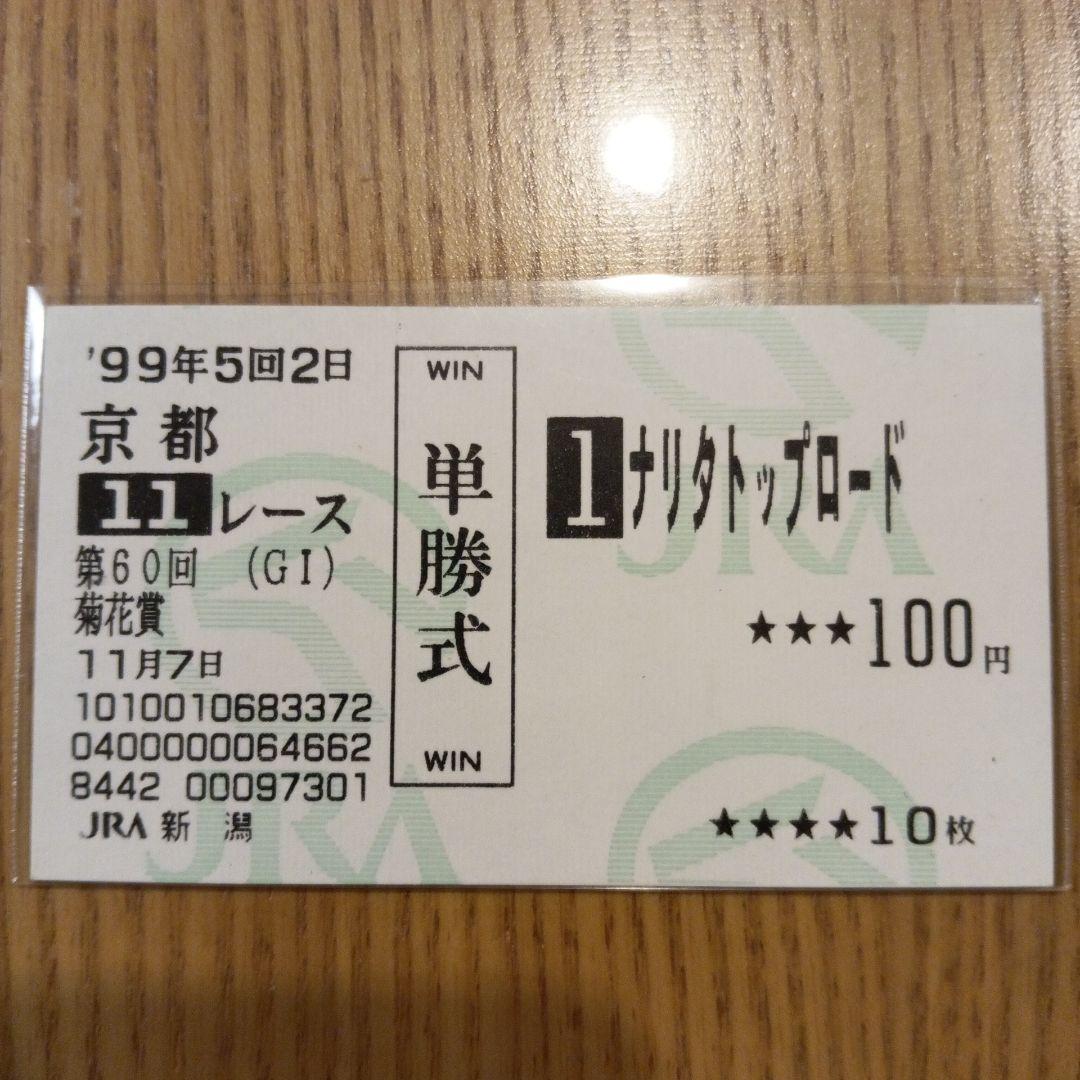 '99年5回2日
京都
11レース
第60回 (GI)
菊花賞
11月7日
1010010683372
0400000064662
8442 00097301
JRA 新潟
WIN
単勝式
WIN
1ナリタトップロード
★★★100円
★★★★10枚
JRA
JRA